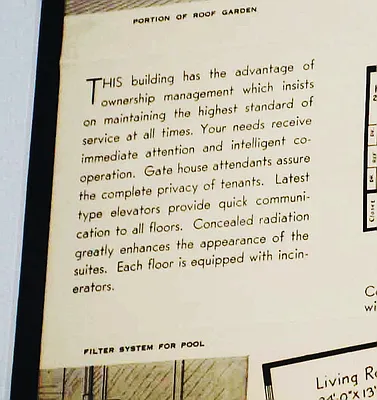 PORTION OF ROOF GARDEN
THIS building has the advantage of
ownership management which insists
on maintaining the highest standard of
service at all times. Your needs receive
immediate attention and intelligent co-
operation. Gate house attendants assure
the complete privacy of tenants. Latest
type elevators provide quick communi-
cation to all floors. Concealed radiation
greatly enhances the appearance of the
suites. Each floor is equipped with incin-
erators.
FILTER SYSTEM FOR POOL
Closet
Living